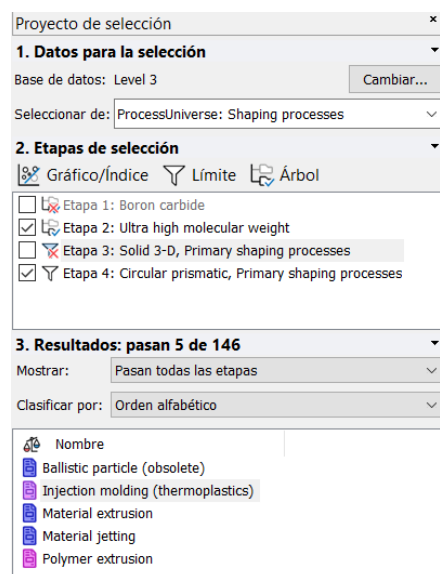 Proyecto de selección ×
1. Datos para la selección
Base de datos: Level 3 Cambiar...
Seleccionar de: ProcessUniverse: Shaping processes
2. Etapas de selección
Gráfico/Índice Límite Árbol
Etapa 1: Boron carbide
Etapa 2: Ultra high molecular weight
Etapa 3: Solid 3-D, Primary shaping processes
Etapa 4: Circular prismatic, Primary shaping processes
3. Resultados: pasan 5 de 146
Mostrar: Pasan todas las etapas
Clasificar por: Orden alfabético
Nombre
Ballistic particle (obsolete)
Injection molding (thermoplastics)
Material extrusion
Material jetting
Polymer extrusion